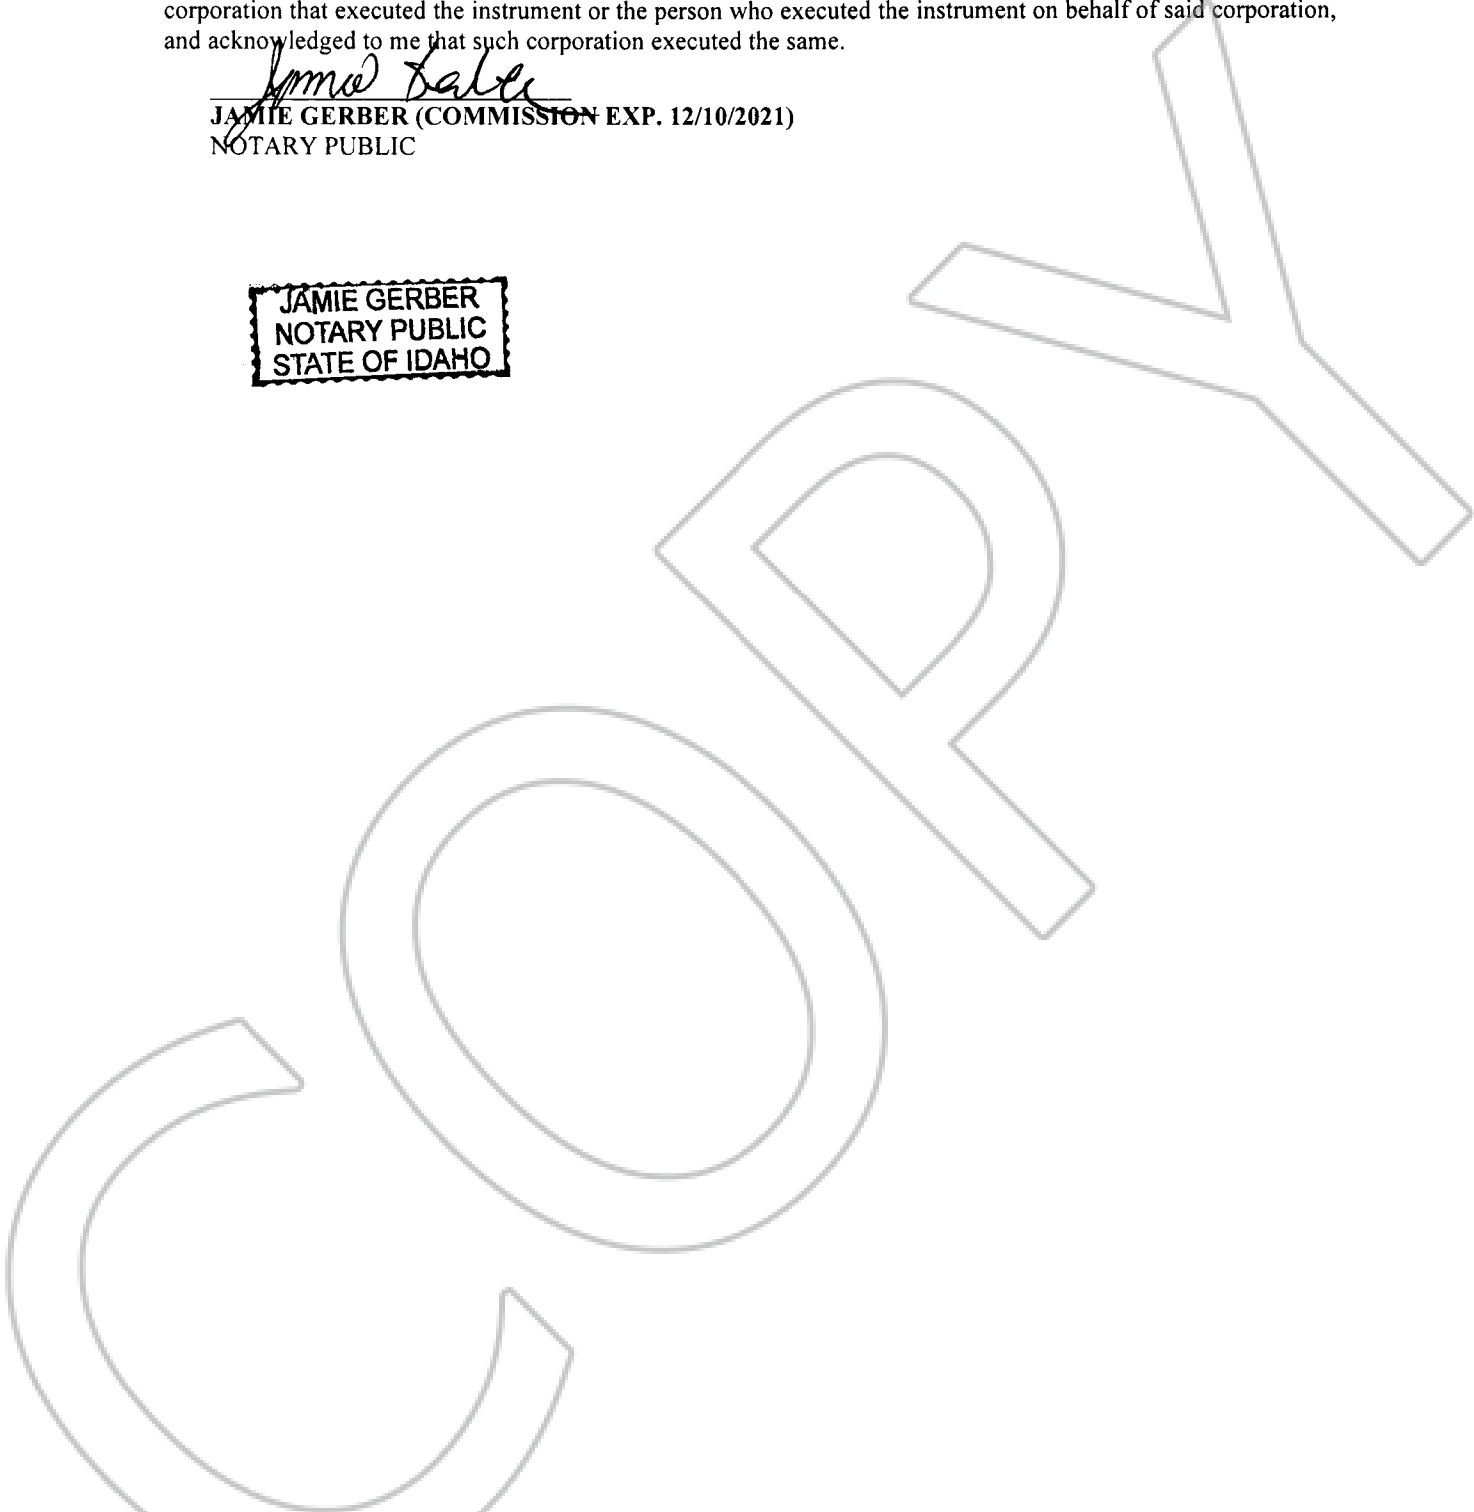 corporation that executed the instrument or the person who executed the instrument on behalf of said corporation,
and acknowledged to me that such corporation executed the same.
JAMIE GERBER (COMMISSION EXP. 12/10/2021)
NOTARY PUBLIC
JAMIE GERBER
NOTARY PUBLIC
STATE OF IDAHO
COPY